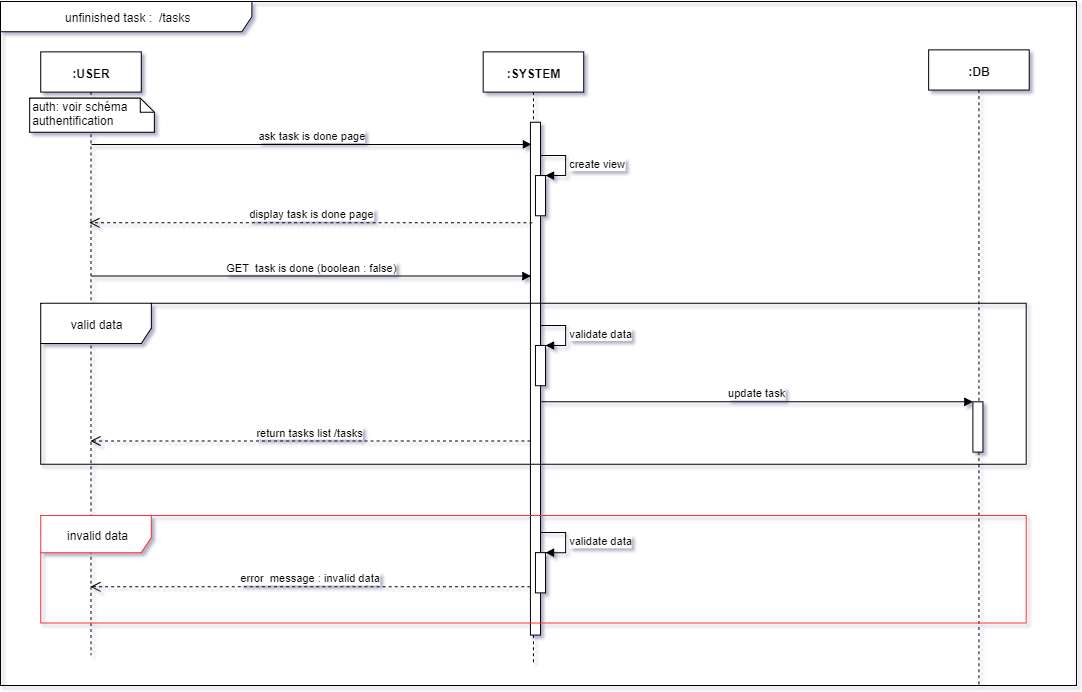 unfinished task : /tasks
:USER
:SYSTEM
:DB
auth: voir schéma
authentification
ask task is done page
create view
display task is done page
GET task is done (boolean : false)
valid data
validate data
update task
return tasks list /tasks
invalid data
validate data
error message : invalid data